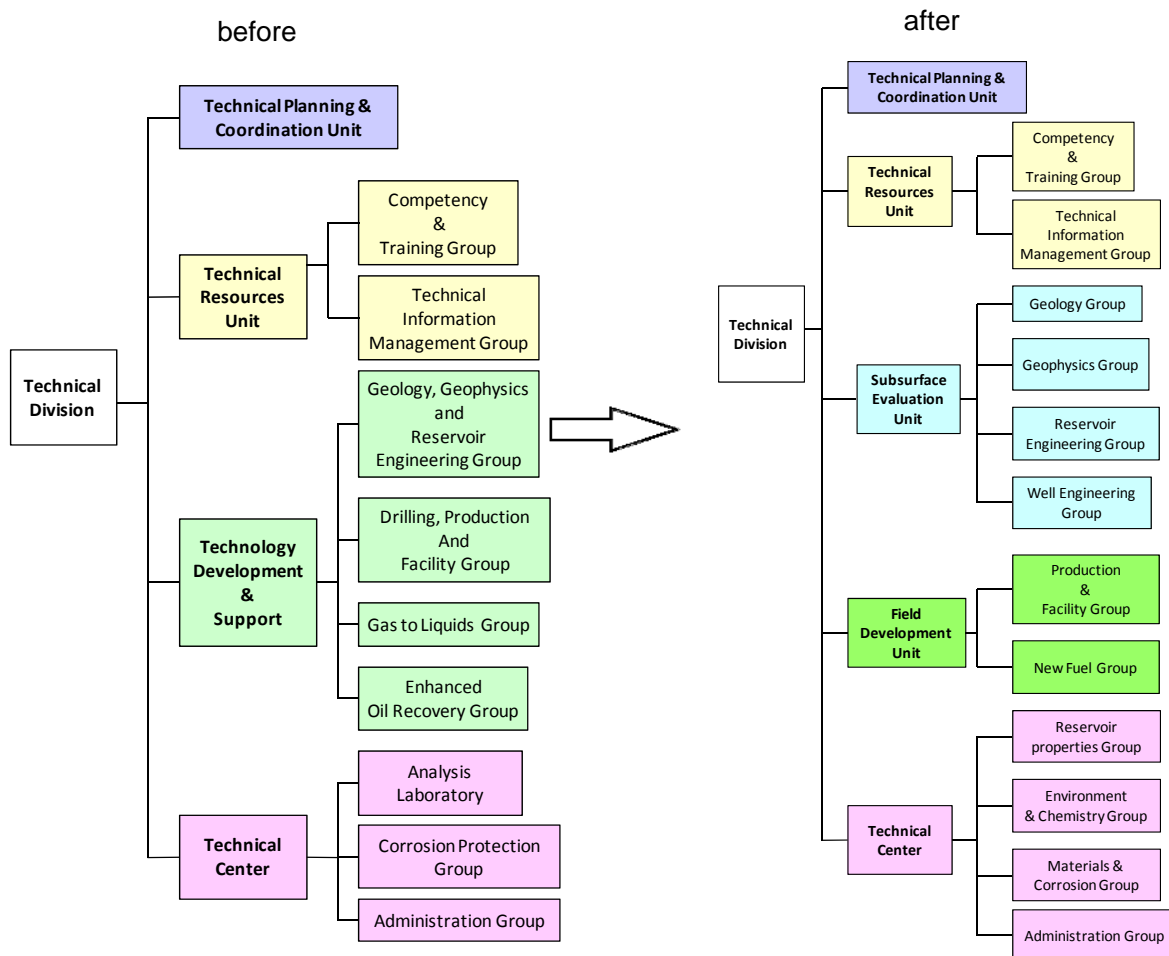 before
Technical Planning &
Coordination Unit
Competency
&
Training Group
Technical
Resources
Unit
Technical
Information
Management Group
Technical
Division
Geology, Geophysics
and
Reservoir
Engineering Group
Drilling, Production
And
Facility Group
Technology
Development
&
Support
Gas to Liquids Group
Enhanced
Oil Recovery Group
Analysis
Laboratory
Technical
Center
Corrosion Protection
Group
Administration Group
after
Technical Planning &
Coordination Unit
Competency
&
Training Group
Technical
Resources
Unit
Technical
Information
Management Group
Technical
Division
Geology Group
Geophysics Group
Subsurface
Evaluation
Unit
Reservoir
Engineering Group
Well Engineering
Group
Production
&
Facility Group
Field
Development
Unit
New Fuel Group
Reservoir
properties Group
Environment
& Chemistry Group
Technical
Center
Materials &
Corrosion Group
Administration Group